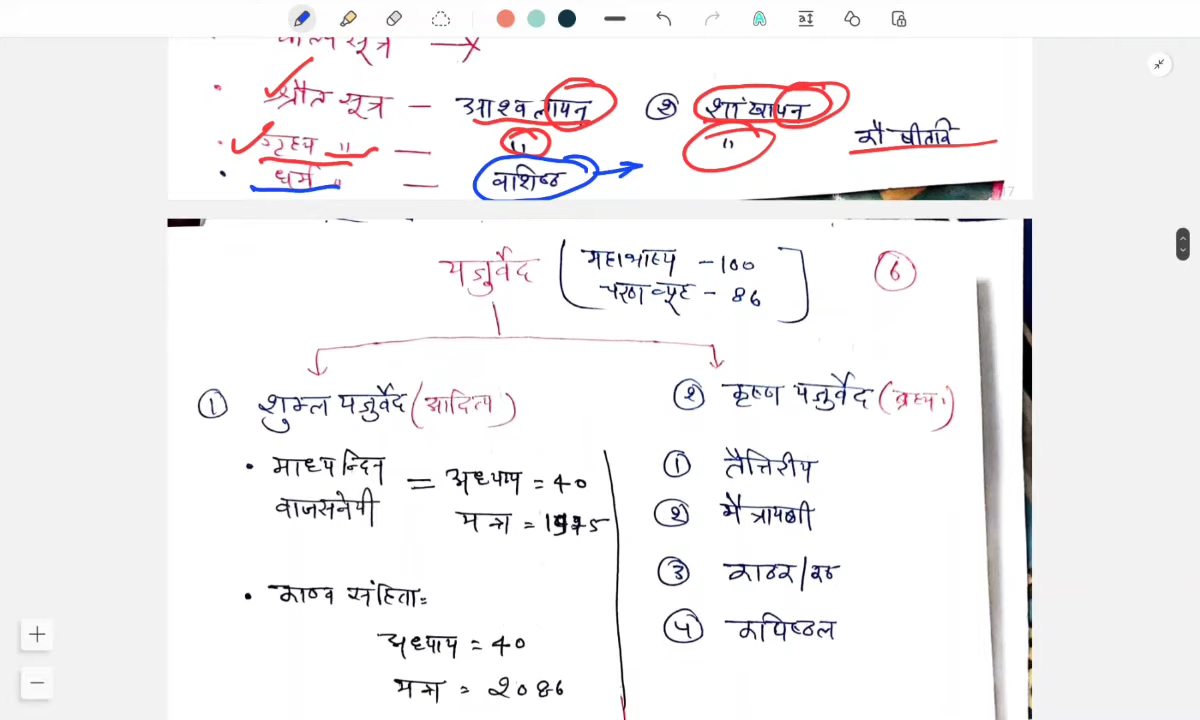 सूत्र
श्रौत सूत्र – आश्वलायन ② शांखायन
गृह्य " – " " कौषीतकि
धर्म " – वाशिष्ठ
यजुर्वेद [ महाभाष्य – 100
चरणव्यूह – 86 ] ⑥
① शुक्ल यजुर्वेद (आदित्य) ② कृष्ण यजुर्वेद (ब्रह्म)
• माध्यन्दिन = अध्याय = 40 ① तैत्तिरीय
वाजसनेयी मन्त्र = 1975 ② मैत्रायणी
• काण्व संहिता = ③ काठक/कठ
अध्याय = 40 ④ कपिष्ठल
मन्त्र = 2086